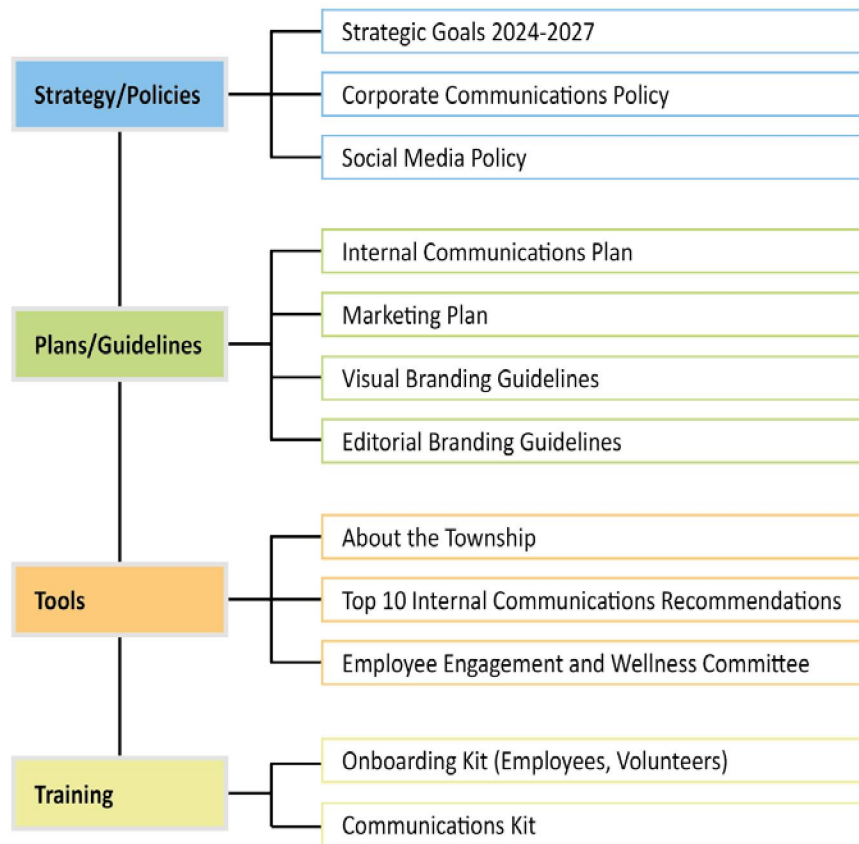 Strategy/Policies
Strategic Goals 2024-2027
Corporate Communications Policy
Social Media Policy
Plans/Guidelines
Internal Communications Plan
Marketing Plan
Visual Branding Guidelines
Editorial Branding Guidelines
Tools
About the Township
Top 10 Internal Communications Recommendations
Employee Engagement and Wellness Committee
Training
Onboarding Kit (Employees, Volunteers)
Communications Kit